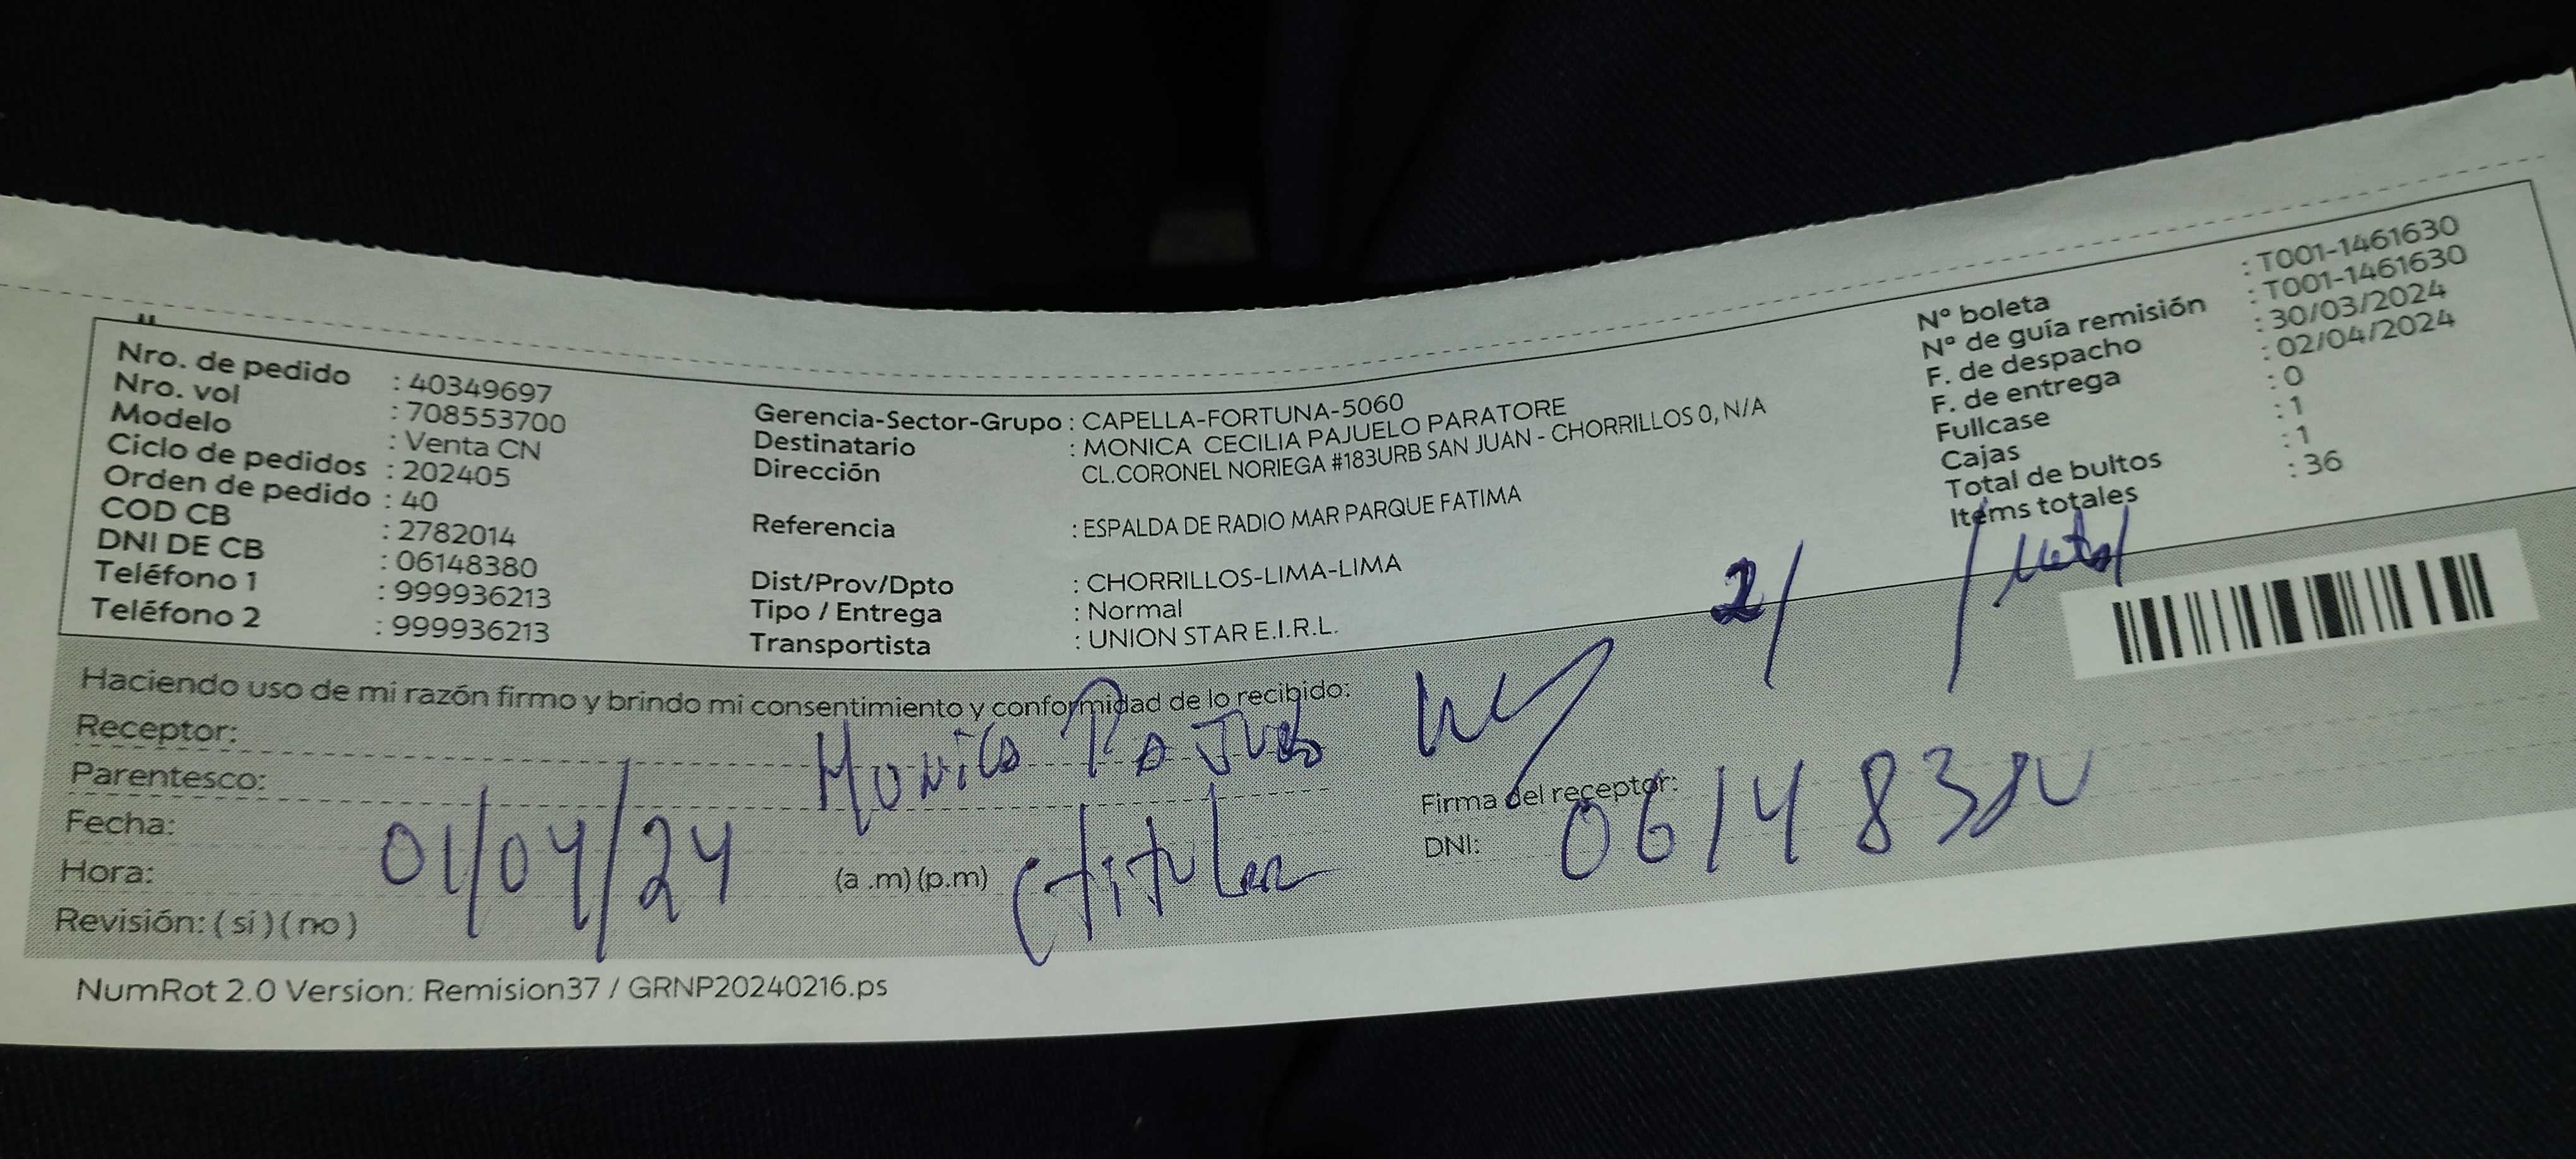 Nro. de pedido : 40349697
Nro. vol : 708553700
Modelo : Venta CN
Ciclo de pedidos : 202405
Orden de pedido : 40
COD CB : 2782014
DNI DE CB : 06148380
Teléfono 1 : 999936213
Teléfono 2 : 999936213
Gerencia-Sector-Grupo : CAPELLA-FORTUNA-5060
Destinatario : MONICA CECILIA PAJUELO PARATORE
Dirección CL.CORONEL NORIEGA #183URB SAN JUAN - CHORRILLOS 0, N/A
Referencia : ESPALDA DE RADIO MAR PARQUE FATIMA
Dist/Prov/Dpto : CHORRILLOS-LIMA-LIMA
Tipo / Entrega : Normal
Transportista : UNION STAR E.I.R.L.
N° boleta : T001-1461630
N° de guía remisión : T001-1461630
F. de despacho : 30/03/2024
F. de entrega : 02/04/2024
Fullcase : 0
Cajas : 1
Total de bultos : 1
Items totales : 36
2/
Haciendo uso de mi razón firmo y brindo mi consentimiento y conformidad de lo recibido:
Receptor: Monica
Parentesco: (titular
Fecha: 01/04/24
Hora: (a .m) (p.m)
Revisión: ( si ) ( no )
Firma del receptor:
DNI: 06148380
NumRot 2.0 Version: Remision37 / GRNP20240216.ps